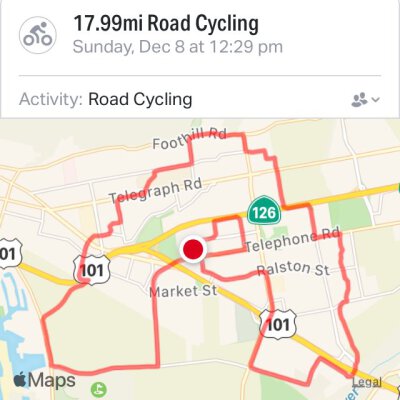 17.99mi Road Cycling
Sunday, Dec 8 at 12:29 pm
Activity: Road Cycling
Foothill Rd
Telegraph Rd
126
Telephone Rd
101
101
Ralston St
Market St
101
Maps
Legal